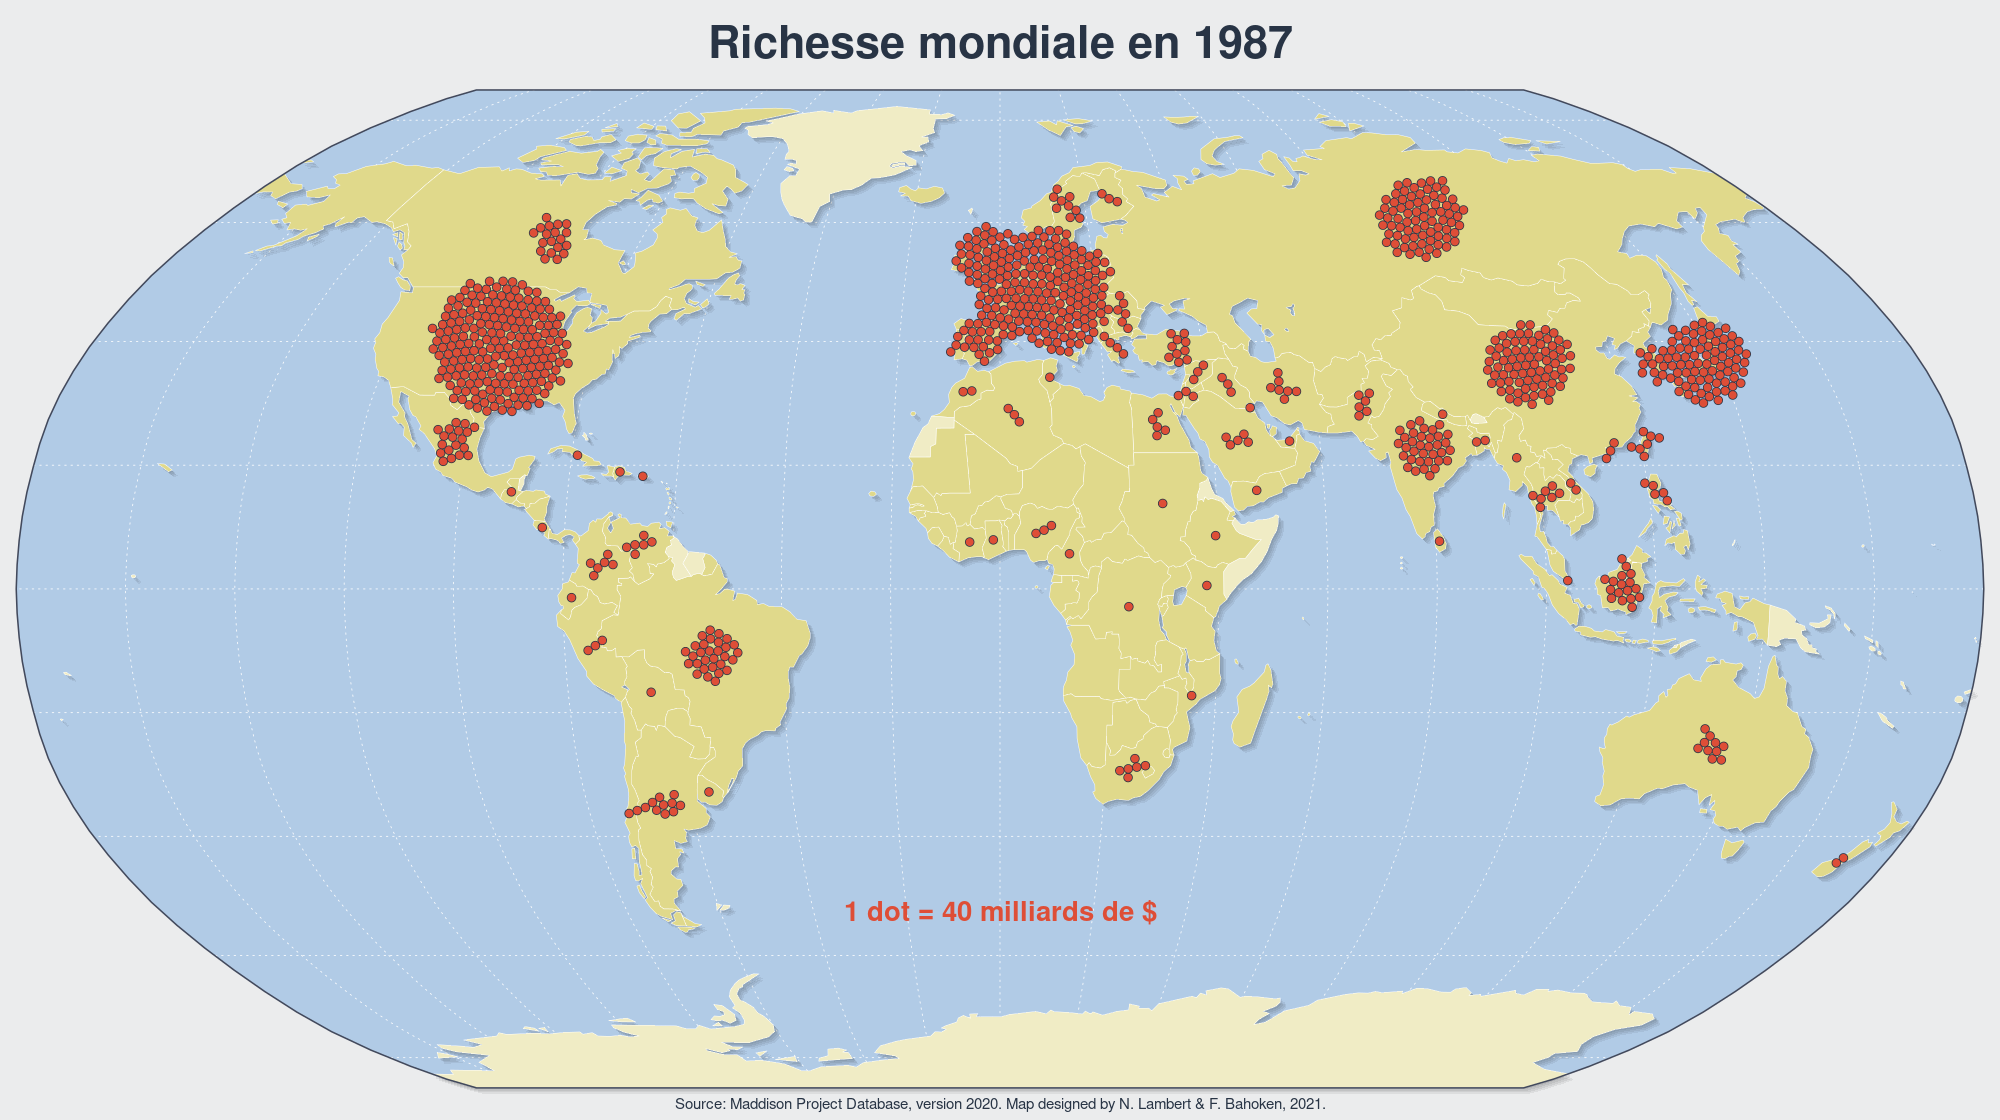 Richesse mondiale en 1987
1 dot = 40 milliards de $
Source: Maddison Project Database, version 2020. Map designed by N. Lambert & F. Bahoken, 2021.